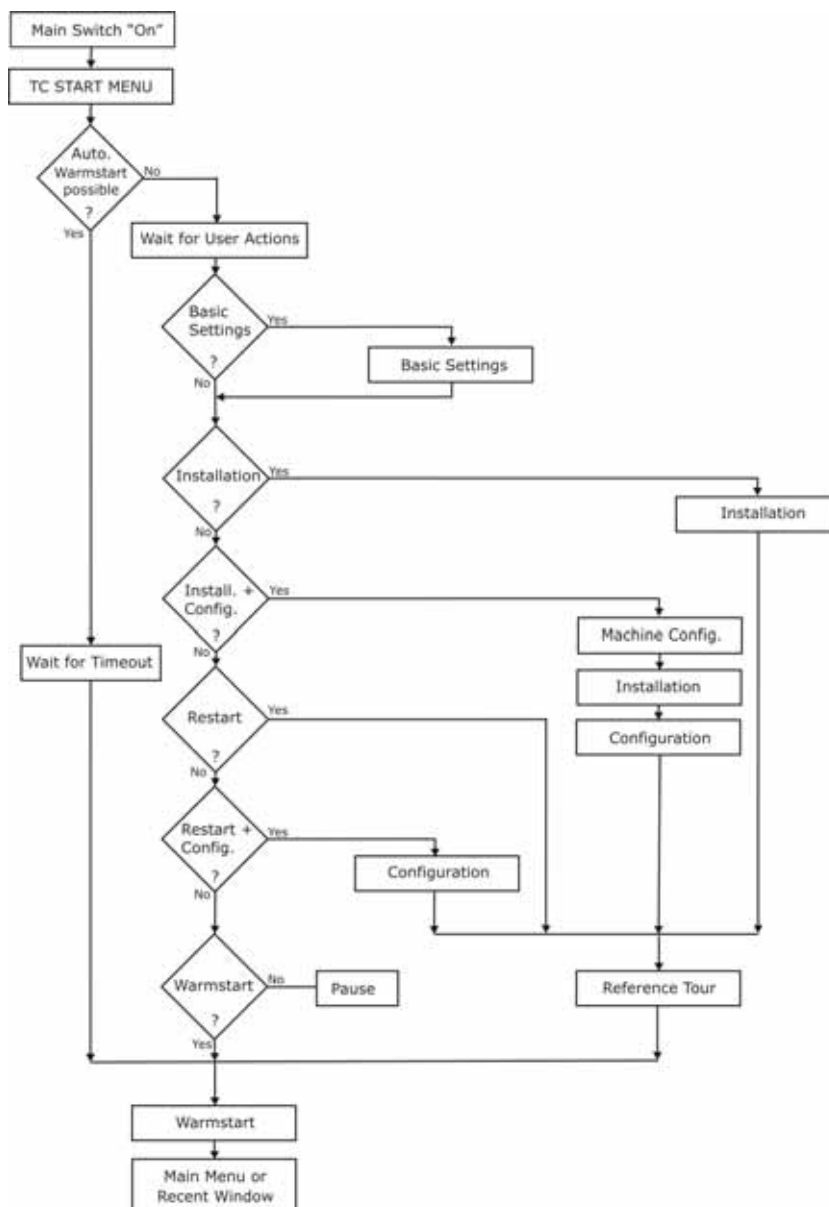 Main Switch “On”
TC START MENU
Auto.
Warmstart
possible
?
No
Yes
Wait for User Actions
Basic
Settings
?
Yes
No
Basic Settings
Installation
?
Yes
No
Installation
Install. +
Config.
?
Yes
No
Machine Config.
Wait for Timeout
Installation
Restart
?
Yes
No
Configuration
Restart +
Config.
?
Yes
No
Configuration
Warmstart
?
No
Yes
Pause
Reference Tour
Warmstart
Main Menu or
Recent Window